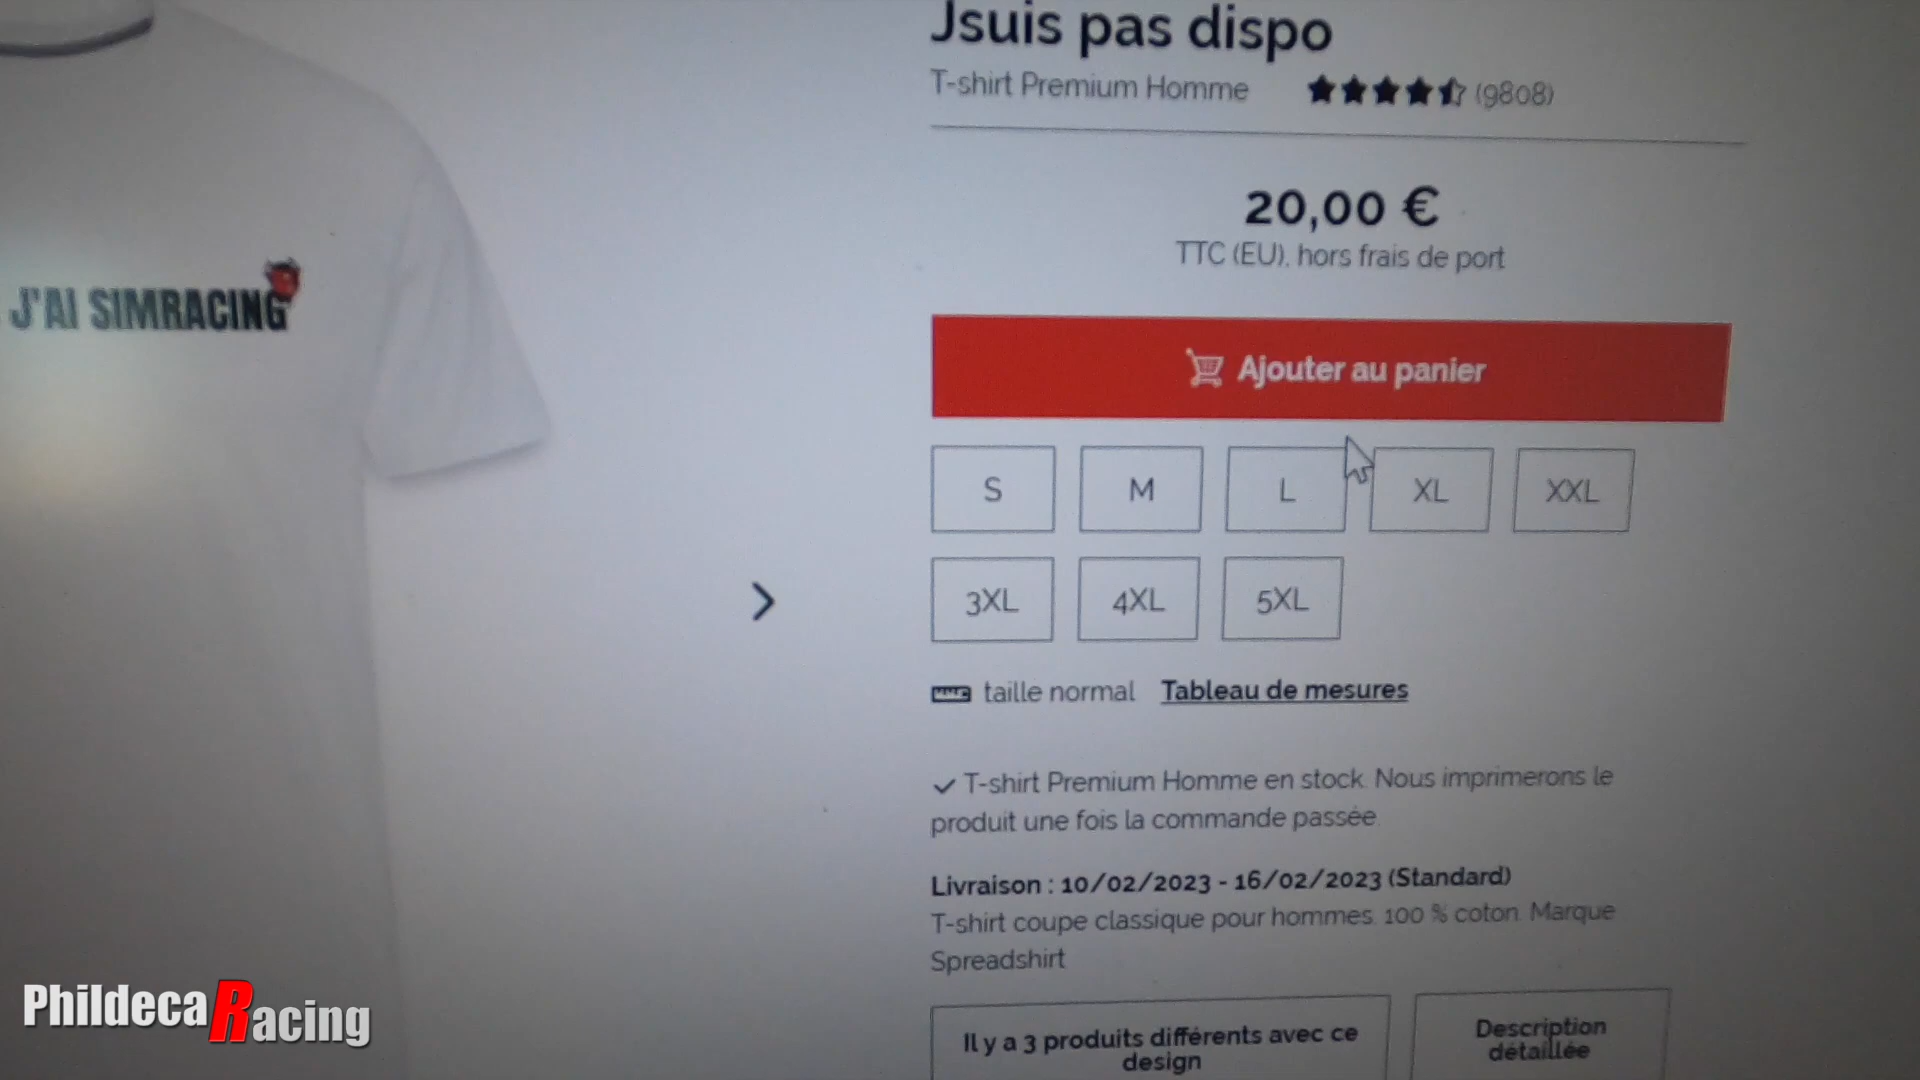 Jsuis pas dispo
T-shirt Premium Homme (9808)
20,00 €
TTC (EU), hors frais de port
J'AI SIMRACING
Ajouter au panier
S M L XL XXL
3XL 4XL 5XL
taille normal Tableau de mesures
T-shirt Premium Homme en stock. Nous imprimerons le
produit une fois la commande passée.
Livraison : 10/02/2023 - 16/02/2023 (Standard)
T-shirt coupe classique pour hommes. 100 % coton. Marque
Spreadshirt
Il y a 3 produits différents avec ce
design
Description
détaillée
Phildeca Racing